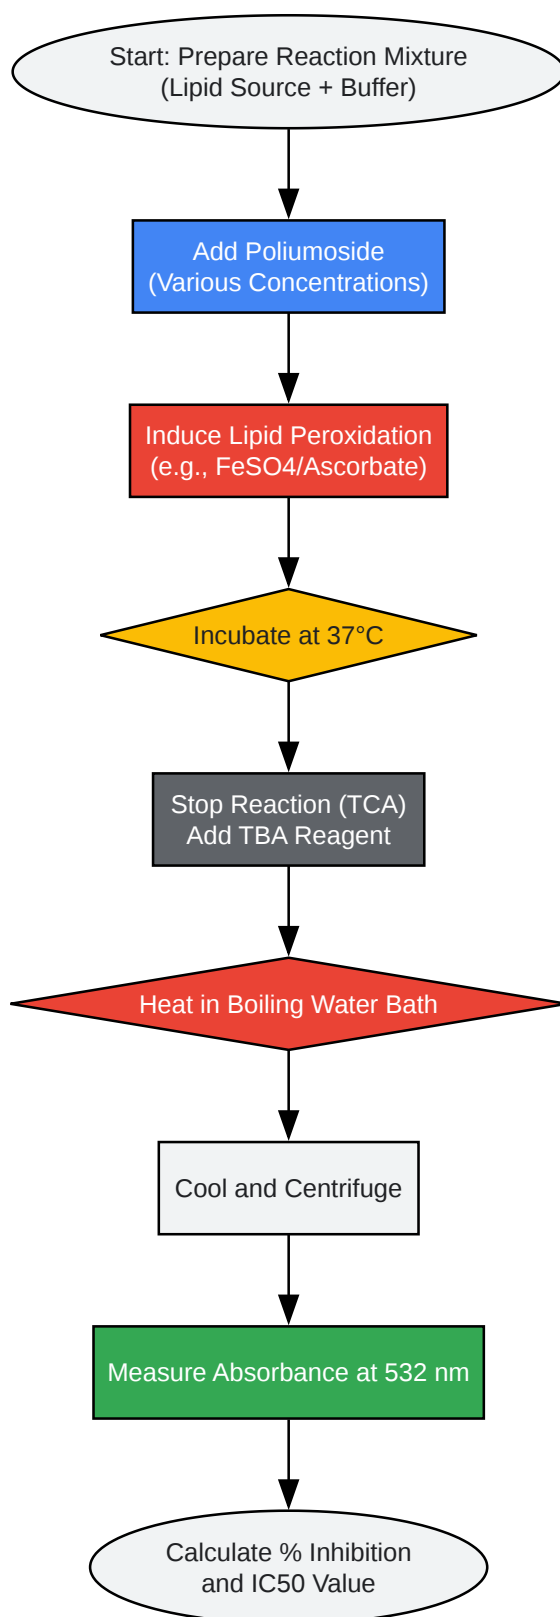 Start: Prepare Reaction Mixture
(Lipid Source + Buffer)
Add Poliumoside
(Various Concentrations)
Induce Lipid Peroxidation
(e.g., FeSO4/Ascorbate)
Incubate at 37°C
Stop Reaction (TCA)
Add TBA Reagent
Heat in Boiling Water Bath
Cool and Centrifuge
Measure Absorbance at 532 nm
Calculate % Inhibition
and IC50 Value